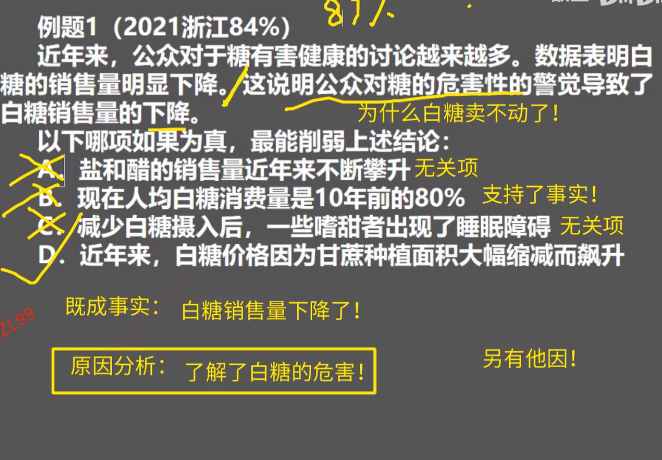 87%
例题1（2021浙江84%）
近年来，公众对于糖有害健康的讨论越来越多。数据表明白
糖的销售量明显下降。这说明公众对糖的危害性的警觉导致了
白糖销售量的下降。
为什么白糖卖不动了！
以下哪项如果为真，最能削弱上述结论：
A．盐和醋的销售量近年来不断攀升 无关项
B．现在人均白糖消费量是10年前的80% 支持了事实！
C．减少白糖摄入后，一些嗜甜者出现了睡眠障碍 无关项
D．近年来，白糖价格因为甘蔗种植面积大幅缩减而飙升
既成事实： 白糖销售量下降了！
ZL99
原因分析： 了解了白糖的危害！
另有他因！